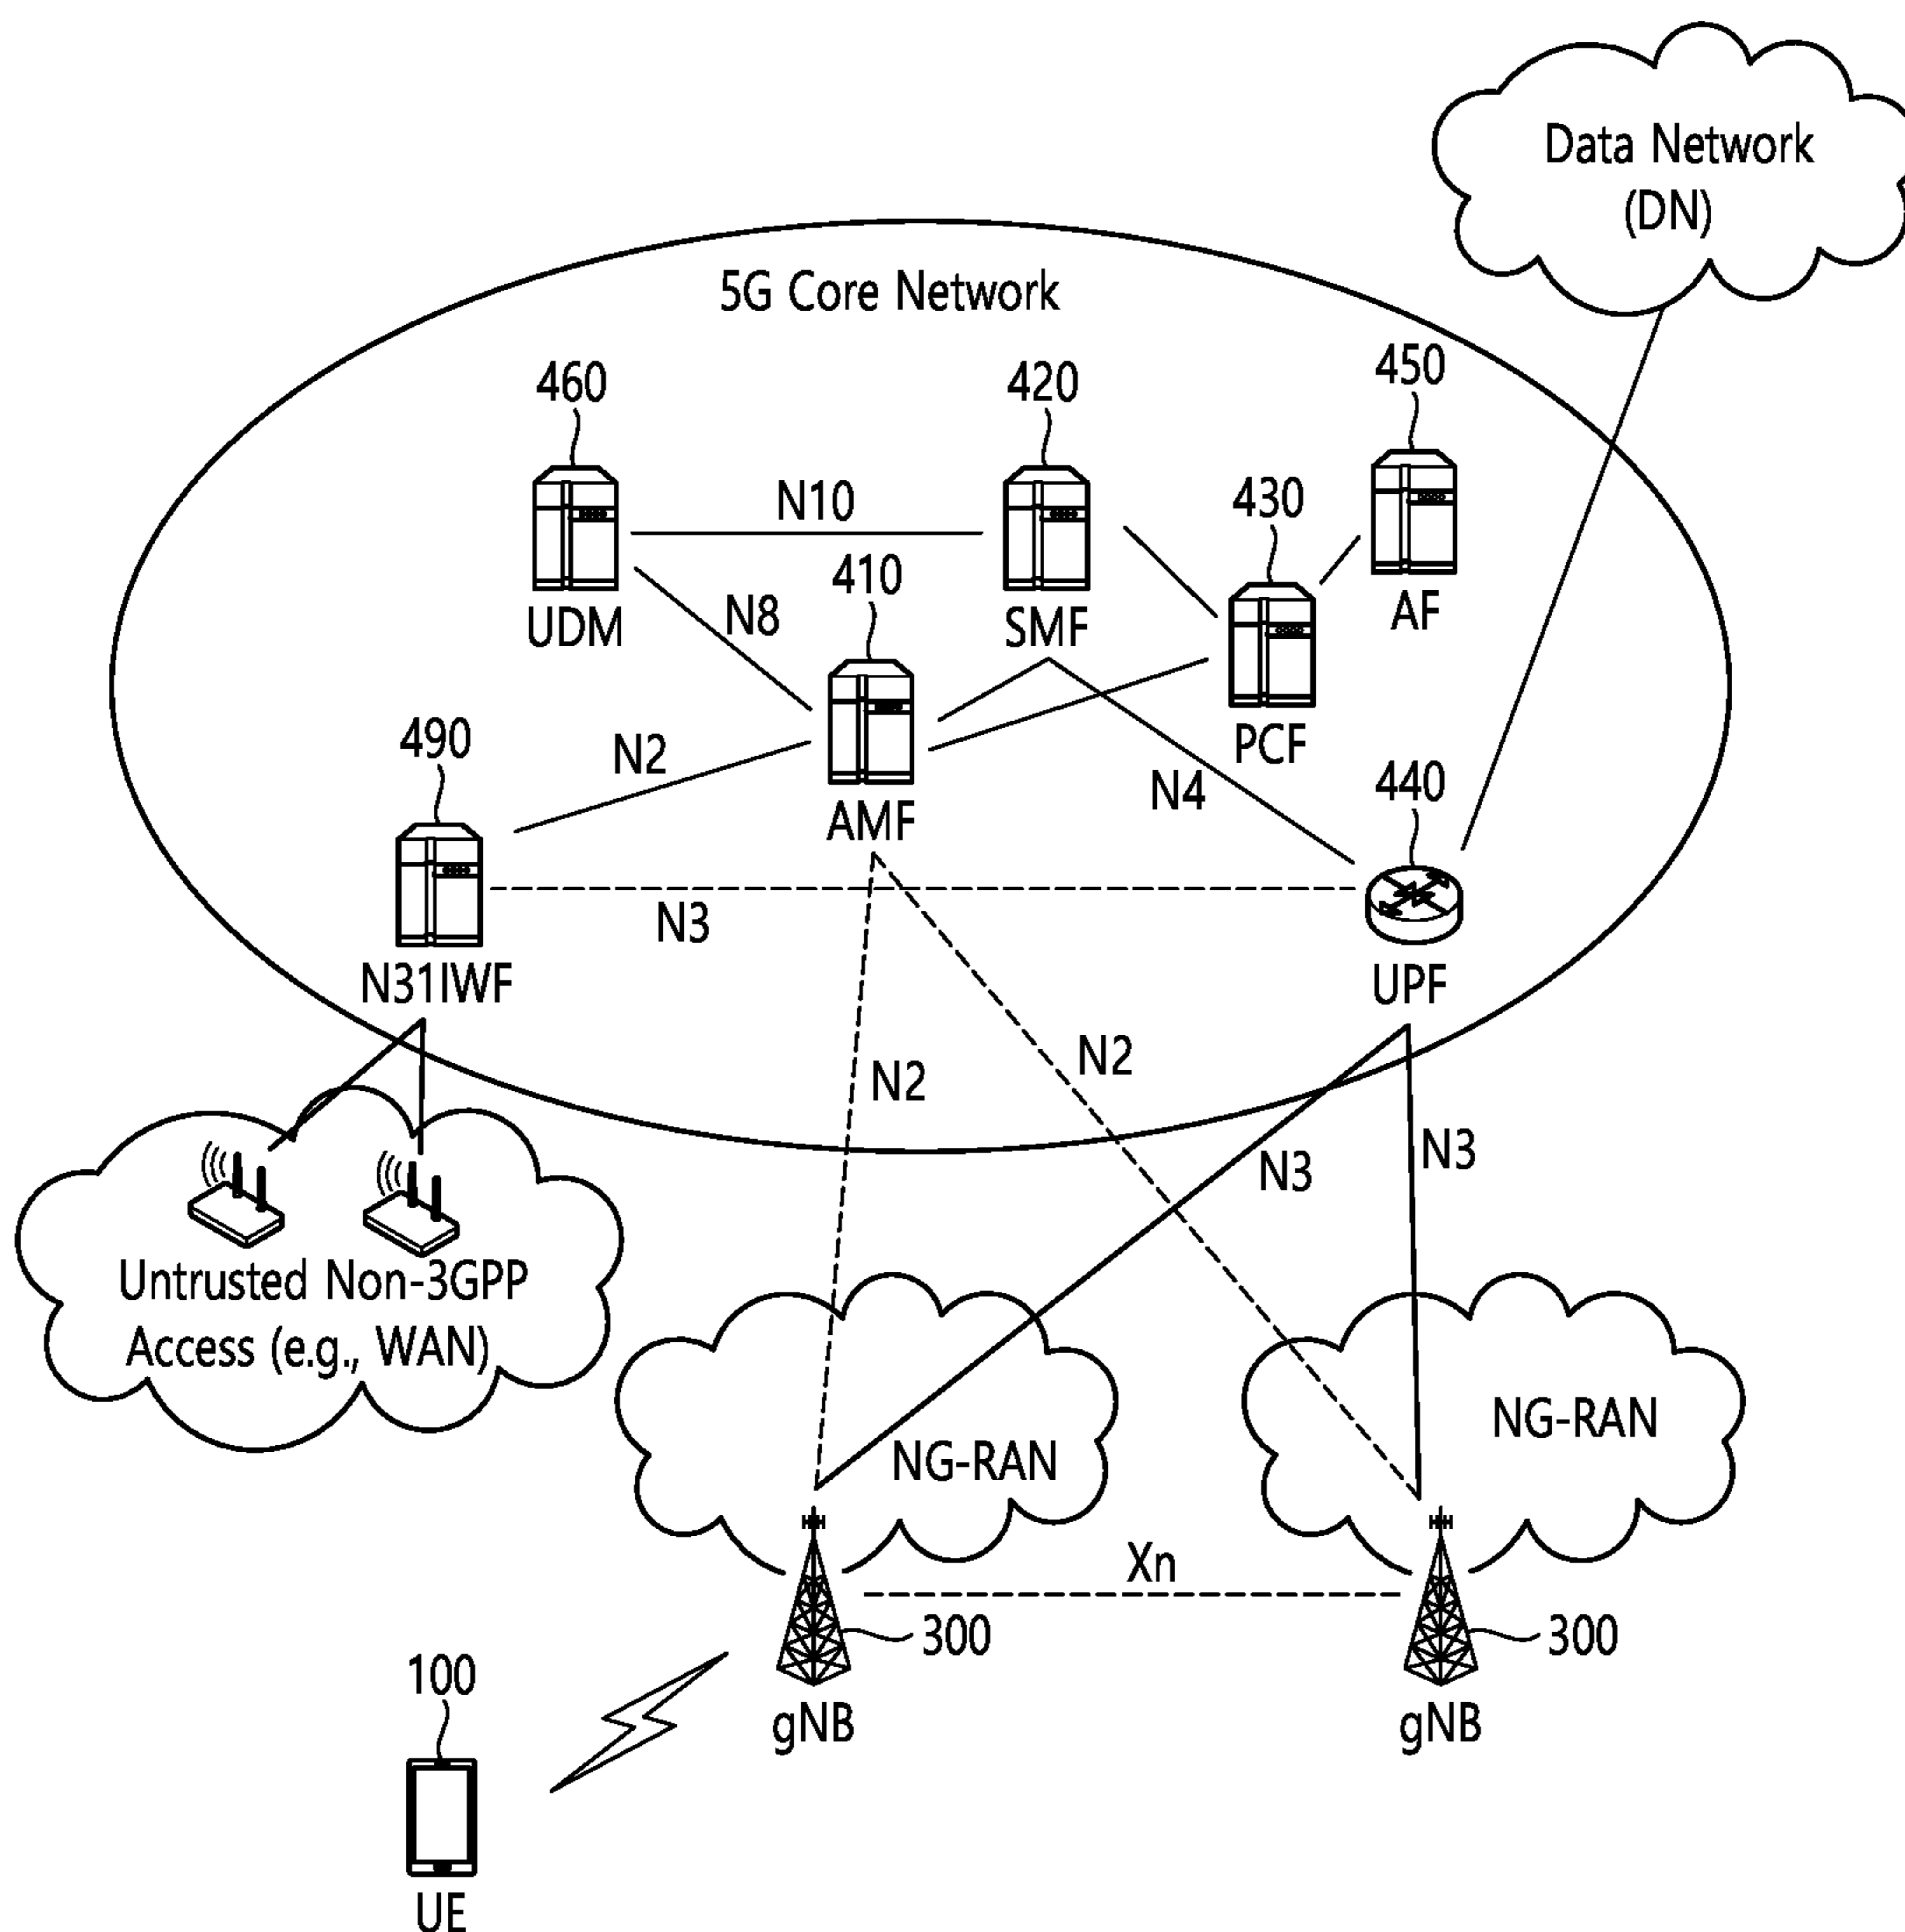 Data Network
(DN)
5G Core Network
460
420
450
N10
430
410
UDM
N8
SMF
AF
490
N2
PCF
N4
440
AMF
N3
N31IWF
UPF
N2
N2
N3
N3
Untrusted Non-3GPP
Access (e.g., WAN)
NG-RAN
NG-RAN
Xn
300
300
100
gNB
gNB
UE